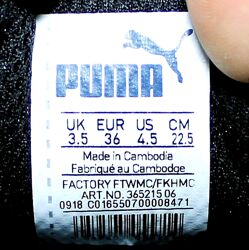 PUMA
UK EUR US CM
3.5 36 4.5 22.5
Made in Cambodia
Fabriqué au Cambodge
FACTORY FTWMC/FKHMC
ART.NO. 365215 06
0918 C016550700008471